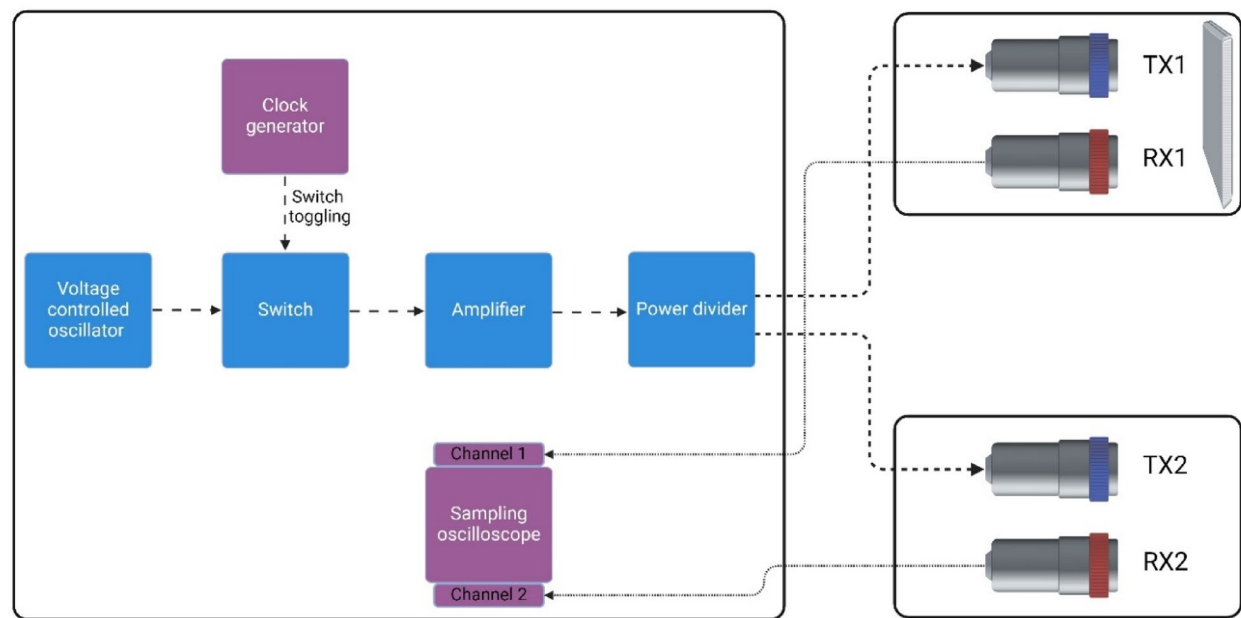 Clock
generator
Switch
toggling
Voltage
controlled
oscillator
Switch
Amplifier
Power divider
Channel 1
Sampling
oscilloscope
Channel 2
TX1
RX1
TX2
RX2